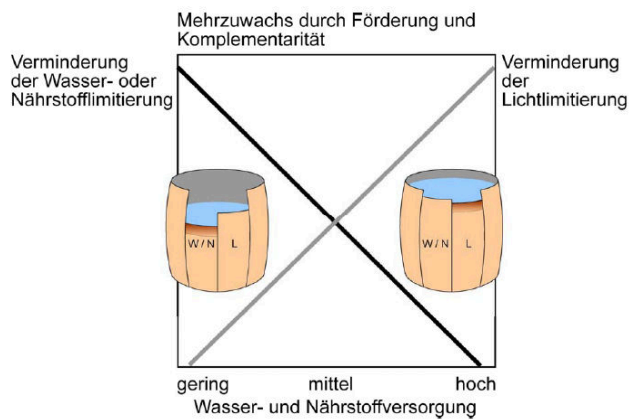 Mehrzuwachs durch Förderung und
Komplementarität
Verminderung
der Wasser- oder
Nährstofflimitierung
Verminderung
der
Lichtlimitierung
W / N
L
W / N
L
gering
mittel
hoch
Wasser- und Nährstoffversorgung